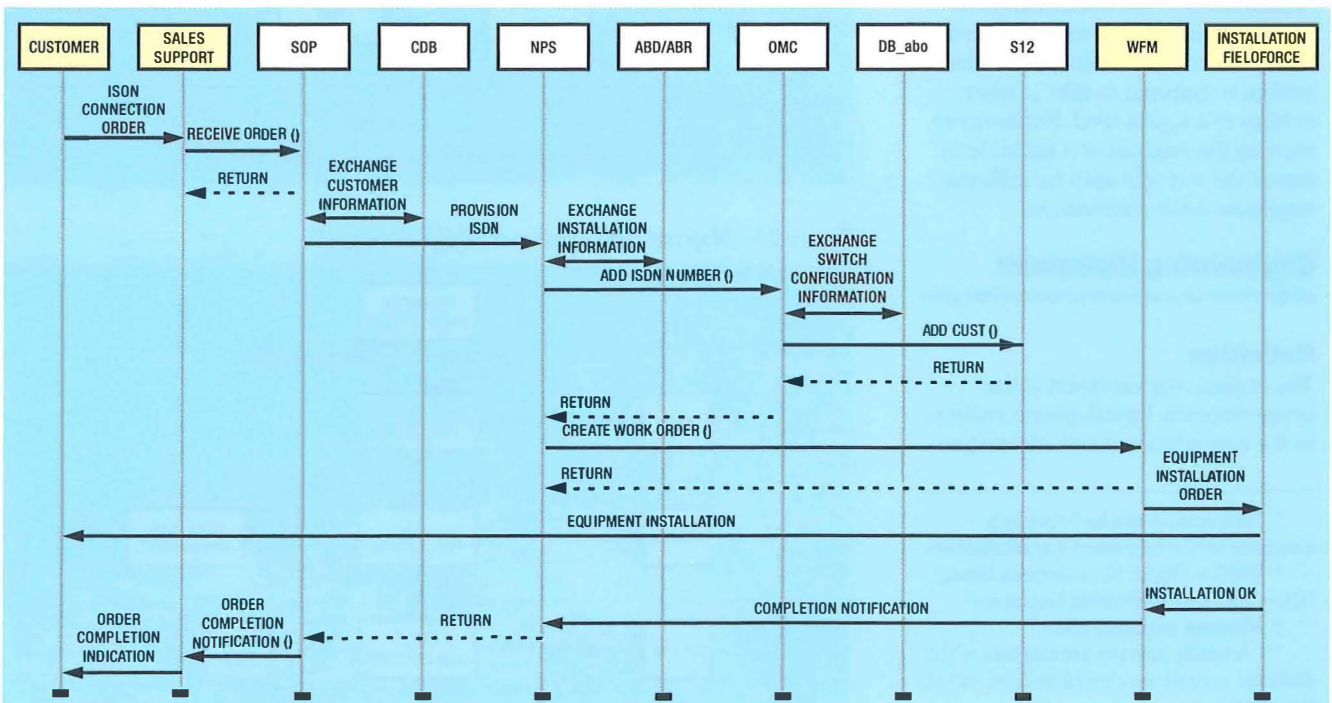 CUSTOMER
SALES
SUPPORT
SOP
CDB
NPS
ABD/ABR
OMC
DB_abo
S12
WFM
INSTALLATION
FIELOFORCE
ISON
CONNECTION
ORDER
RECEIVE ORDER ()
RETURN
EXCHANGE
CUSTOMER
INFORMATION
PROVISION
ISDN
EXCHANGE
INSTALLATION
INFORMATION
ADD ISDN NUMBER ()
EXCHANGE
SWITCH
CONFIGURATION
INFORMATION
ADD CUST ()
RETURN
RETURN
CREATE WORK ORDER ()
RETURN
EQUIPMENT
INSTALLATION
ORDER
EQUIPMENT INSTALLATION
INSTALLATION OK
COMPLETION NOTIFICATION
RETURN
ORDER
COMPLETION
NOTIFICATION ()
ORDER
COMPLETION
INDICATION